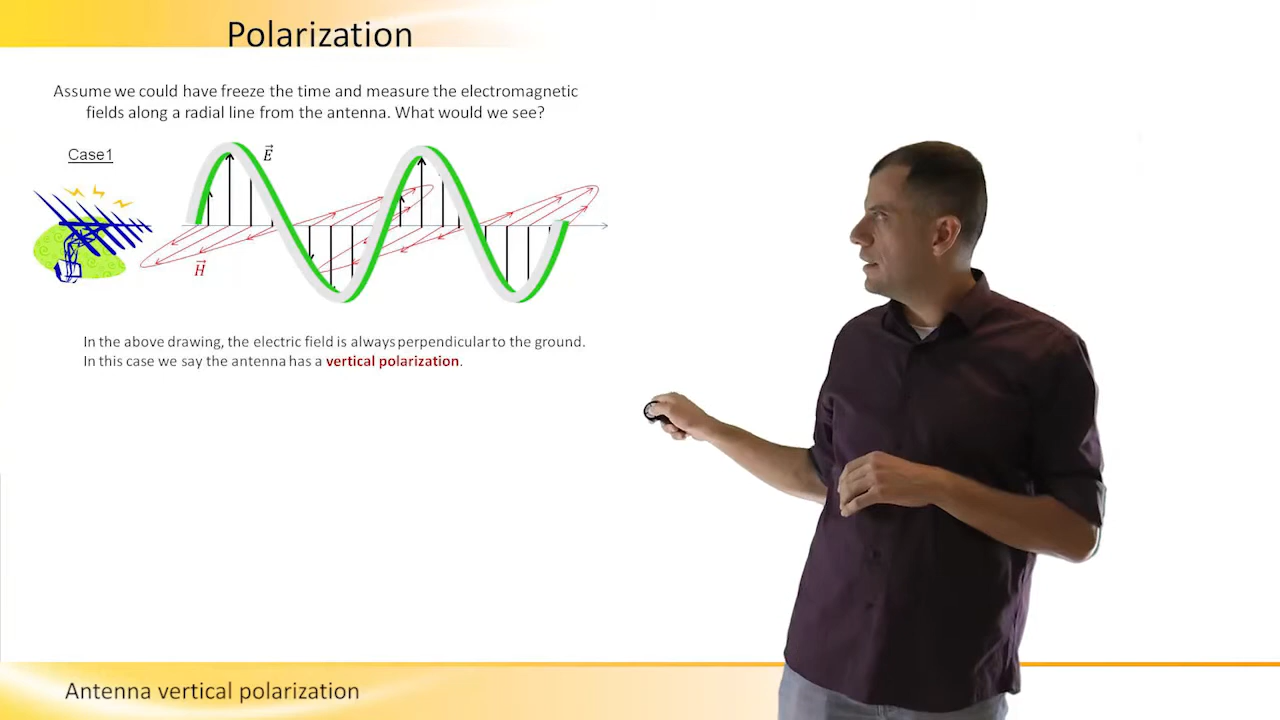 Polarization
Assume we could have freeze the time and measure the electromagnetic
fields along a radial line from the antenna. What would we see?
Case1
E
H
In the above drawing, the electric field is always perpendicular to the ground.
In this case we say the antenna has a vertical polarization.
Antenna vertical polarization